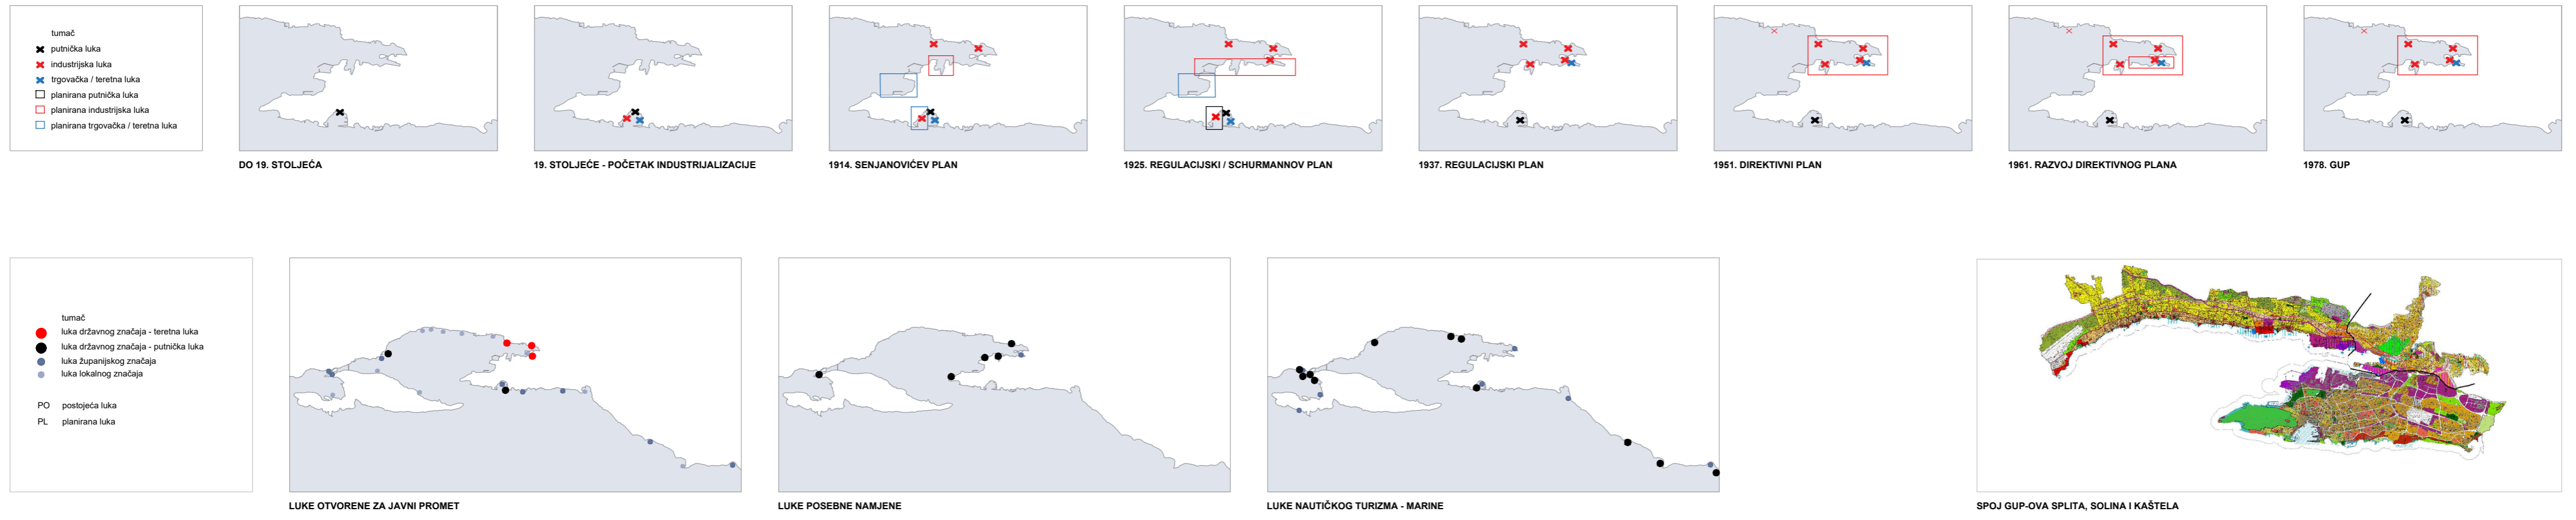 tumač
putnička luka
industrijska luka
trgovačka / teretna luka
planirana putnička luka
planirana industrijska luka
planirana trgovačka / teretna luka
DO 19. STOLJEĆA
19. STOLJEĆE - POČETAK INDUSTRIJALIZACIJE
1914. SENJANOVIĆEV PLAN
1925. REGULACIJSKI / SCHURMANNOV PLAN
1937. REGULACIJSKI PLAN
1951. DIREKTIVNI PLAN
1961. RAZVOJ DIREKTIVNOG PLANA
1978. GUP
tumač
luka državnog značaja - teretna luka
luka državnog značaja - putnička luka
luka županijskog značaja
luka lokalnog značaja
PO postojeća luka
PL planirana luka
LUKE OTVORENE ZA JAVNI PROMET
LUKE POSEBNE NAMJENE
LUKE NAUTIČKOG TURIZMA - MARINE
SPOJ GUP-OVA SPLITA, SOLINA I KAŠTELA